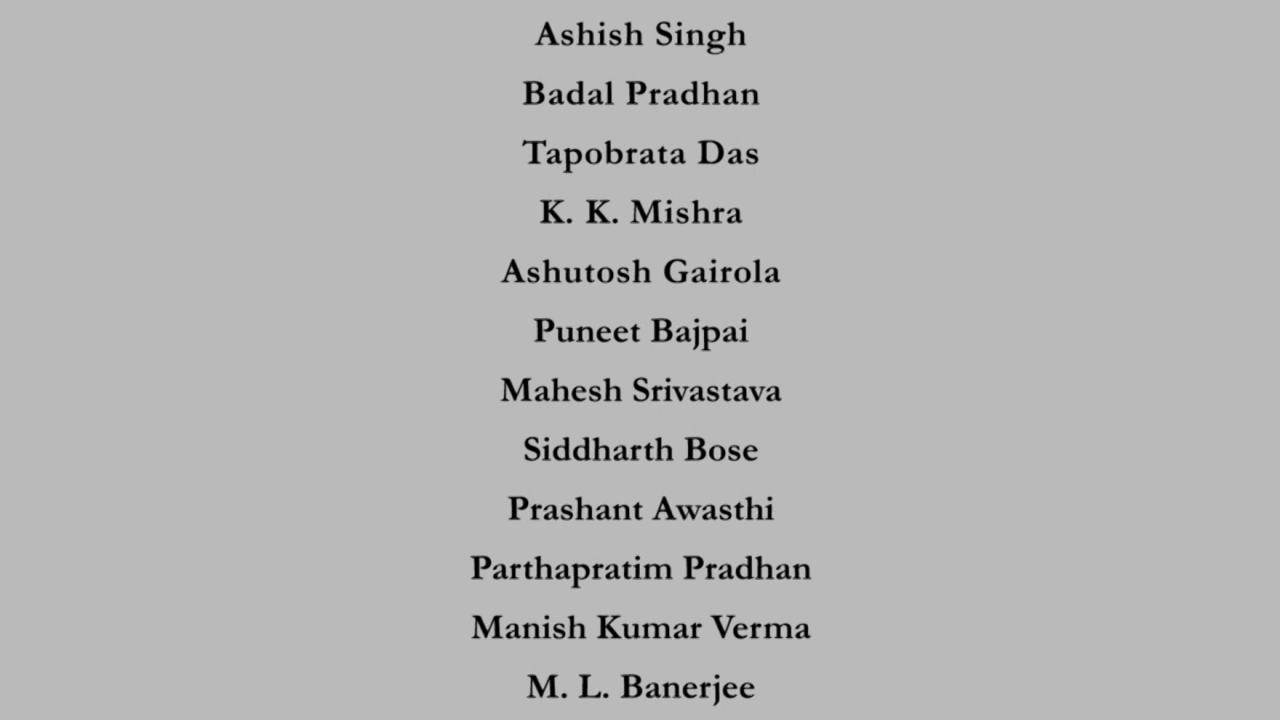 Ashish Singh
Badal Pradhan
Tapobrata Das
K. K. Mishra
Ashutosh Gairola
Puneet Bajpai
Mahesh Srivastava
Siddharth Bose
Prashant Awasthi
Parthapratim Pradhan
Manish Kumar Verma
M. L. Banerjee